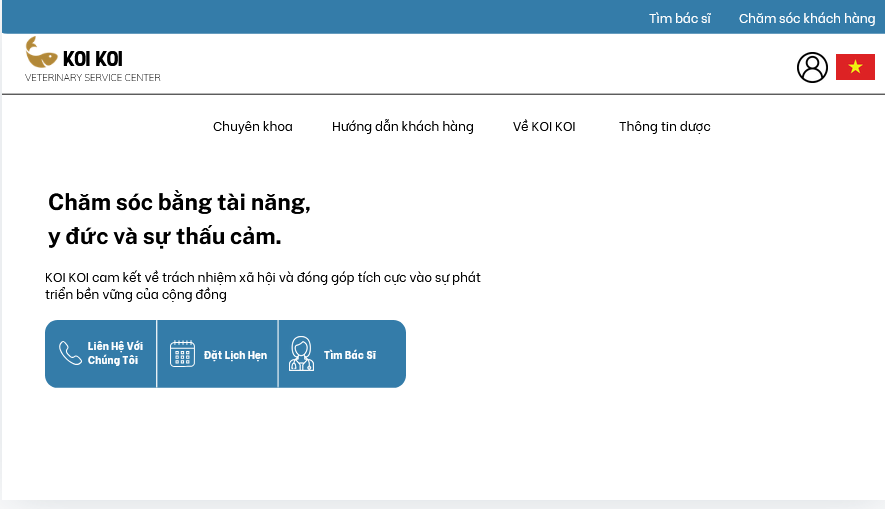 Tìm bác sĩ Chăm sóc khách hàng
KOI KOI
VETERINARY SERVICE CENTER
Chuyên khoa Hướng dẫn khách hàng Về KOI KOI Thông tin dược
Chăm sóc bằng tài năng,
y đức và sự thấu cảm.
KOI KOI cam kết về trách nhiệm xã hội và đóng góp tích cực vào sự phát
triển bền vững của cộng đồng
Liên Hệ Với
Chúng Tôi
Đặt Lịch Hẹn
Tìm Bác Sĩ